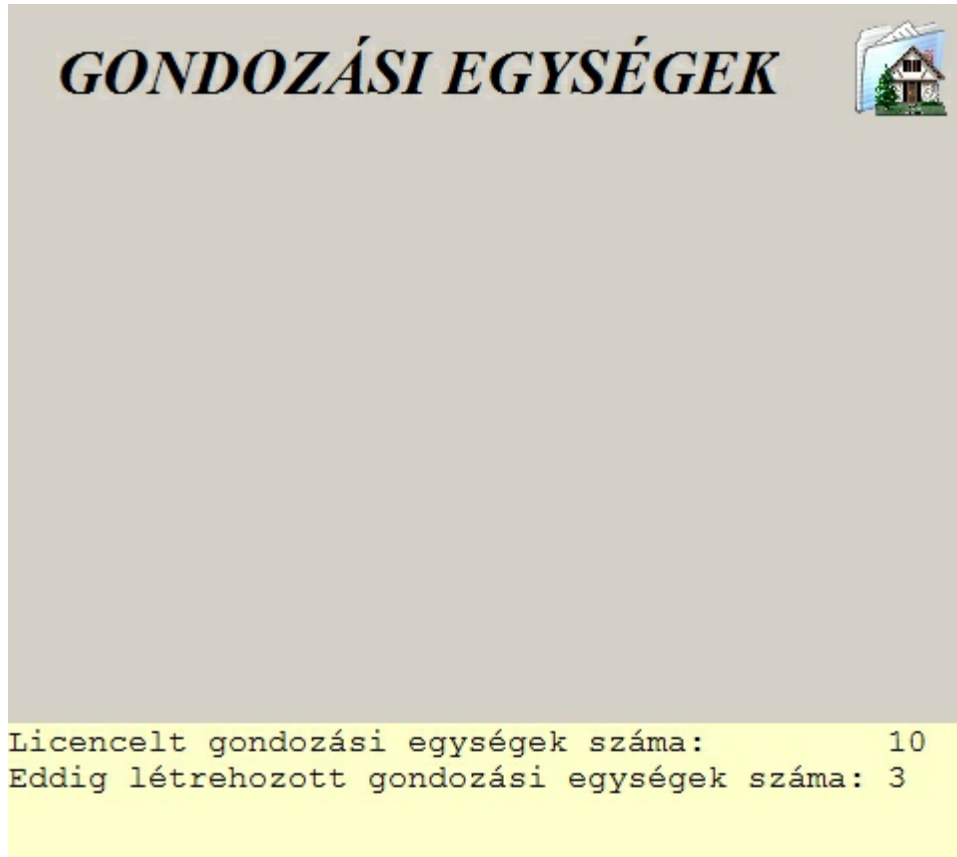 GONDOZÁSI EGYSÉGEK
Licencelt gondozási egységek száma: 10
Eddig létrehozott gondozási egységek száma: 3